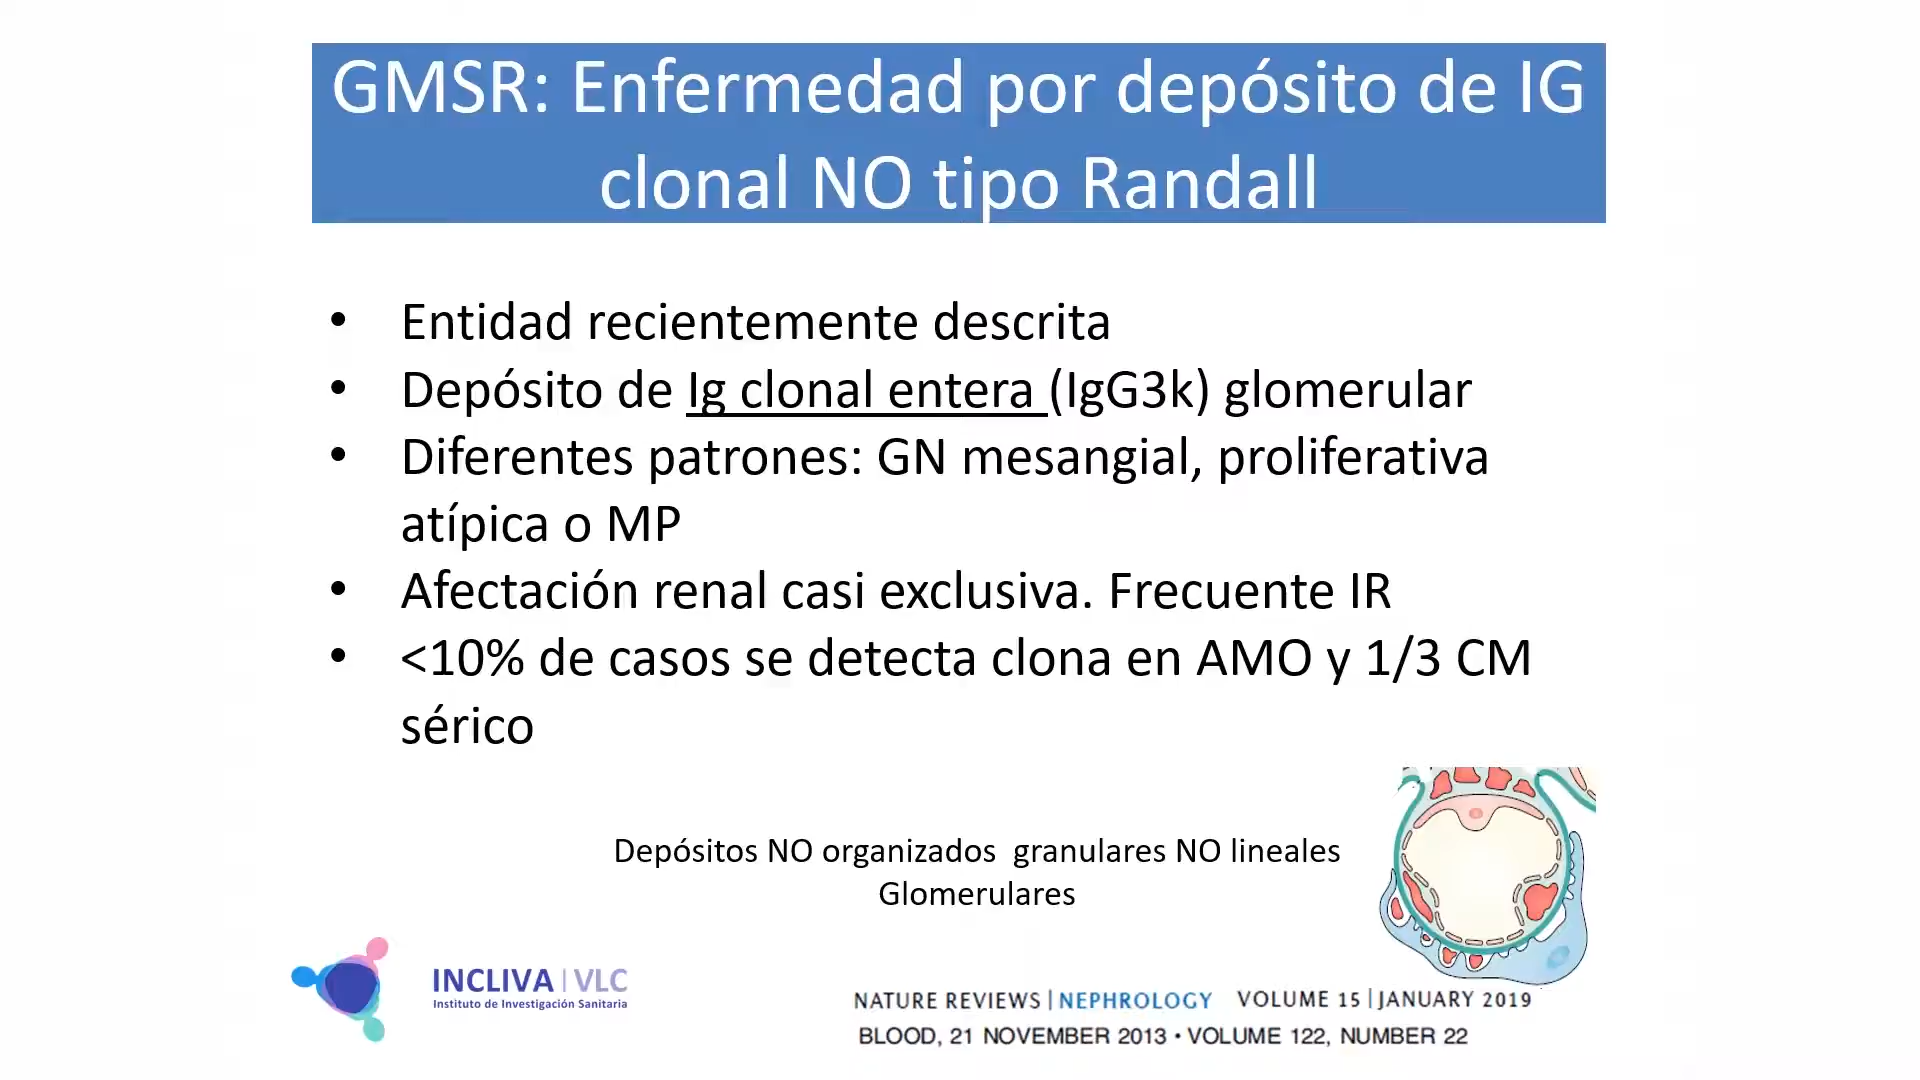 GMSR: Enfermedad por depósito de IG
clonal NO tipo Randall
• Entidad recientemente descrita
• Depósito de Ig clonal entera (IgG3k) glomerular
• Diferentes patrones: GN mesangial, proliferativa
atípica o MP
• Afectación renal casi exclusiva. Frecuente IR
• <10% de casos se detecta clona en AMO y 1/3 CM
sérico
Depósitos NO organizados  granulares NO lineales
Glomerulares
INCLIVA | VLC
Instituto de Investigación Sanitaria
NATURE REVIEWS | NEPHROLOGY VOLUME 15 | JANUARY 2019
BLOOD, 21 NOVEMBER 2013 • VOLUME 122, NUMBER 22